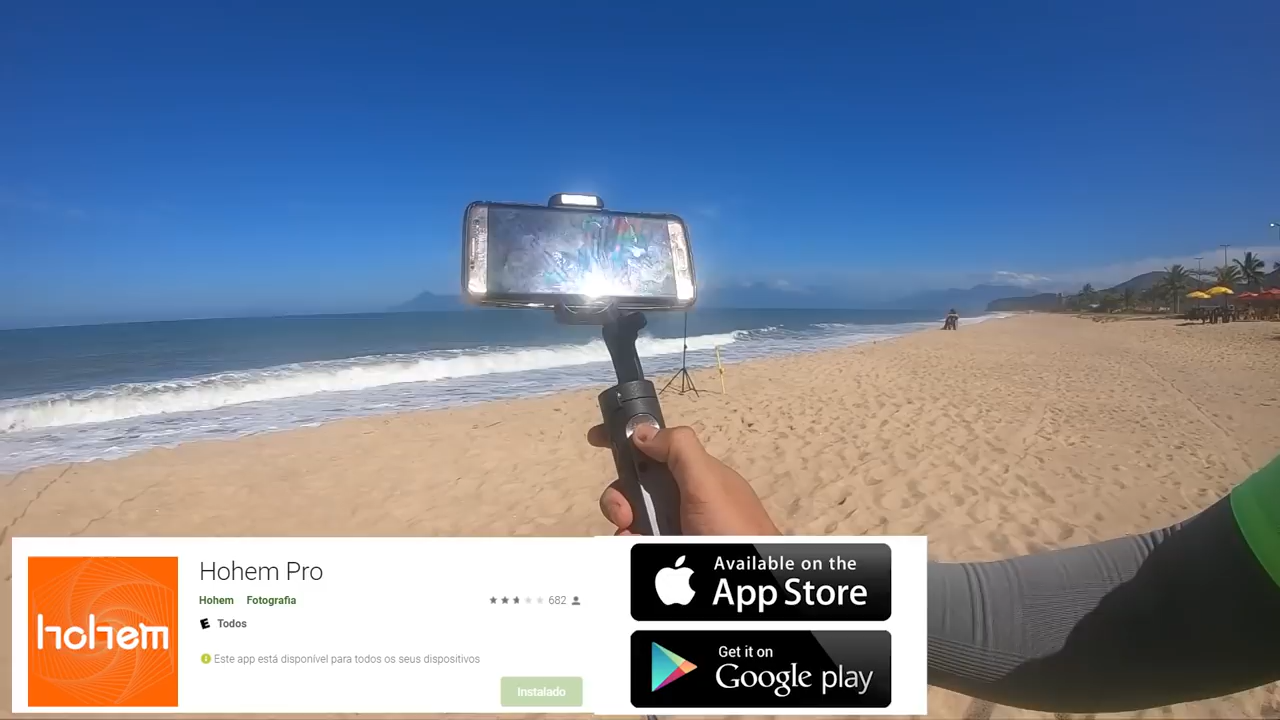 hohem
Hohem Pro
Hohem Fotografia
682
E Todos
Este app está disponível para todos os seus dispositivos
Instalado
Available on the
App Store
Get it on
Google play